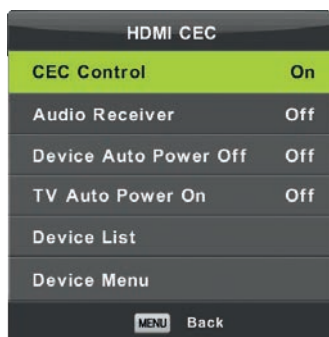 HDMI CEC
CEC Control On
Audio Receiver Off
Device Auto Power Off Off
TV Auto Power On Off
Device List
Device Menu
MENU Back